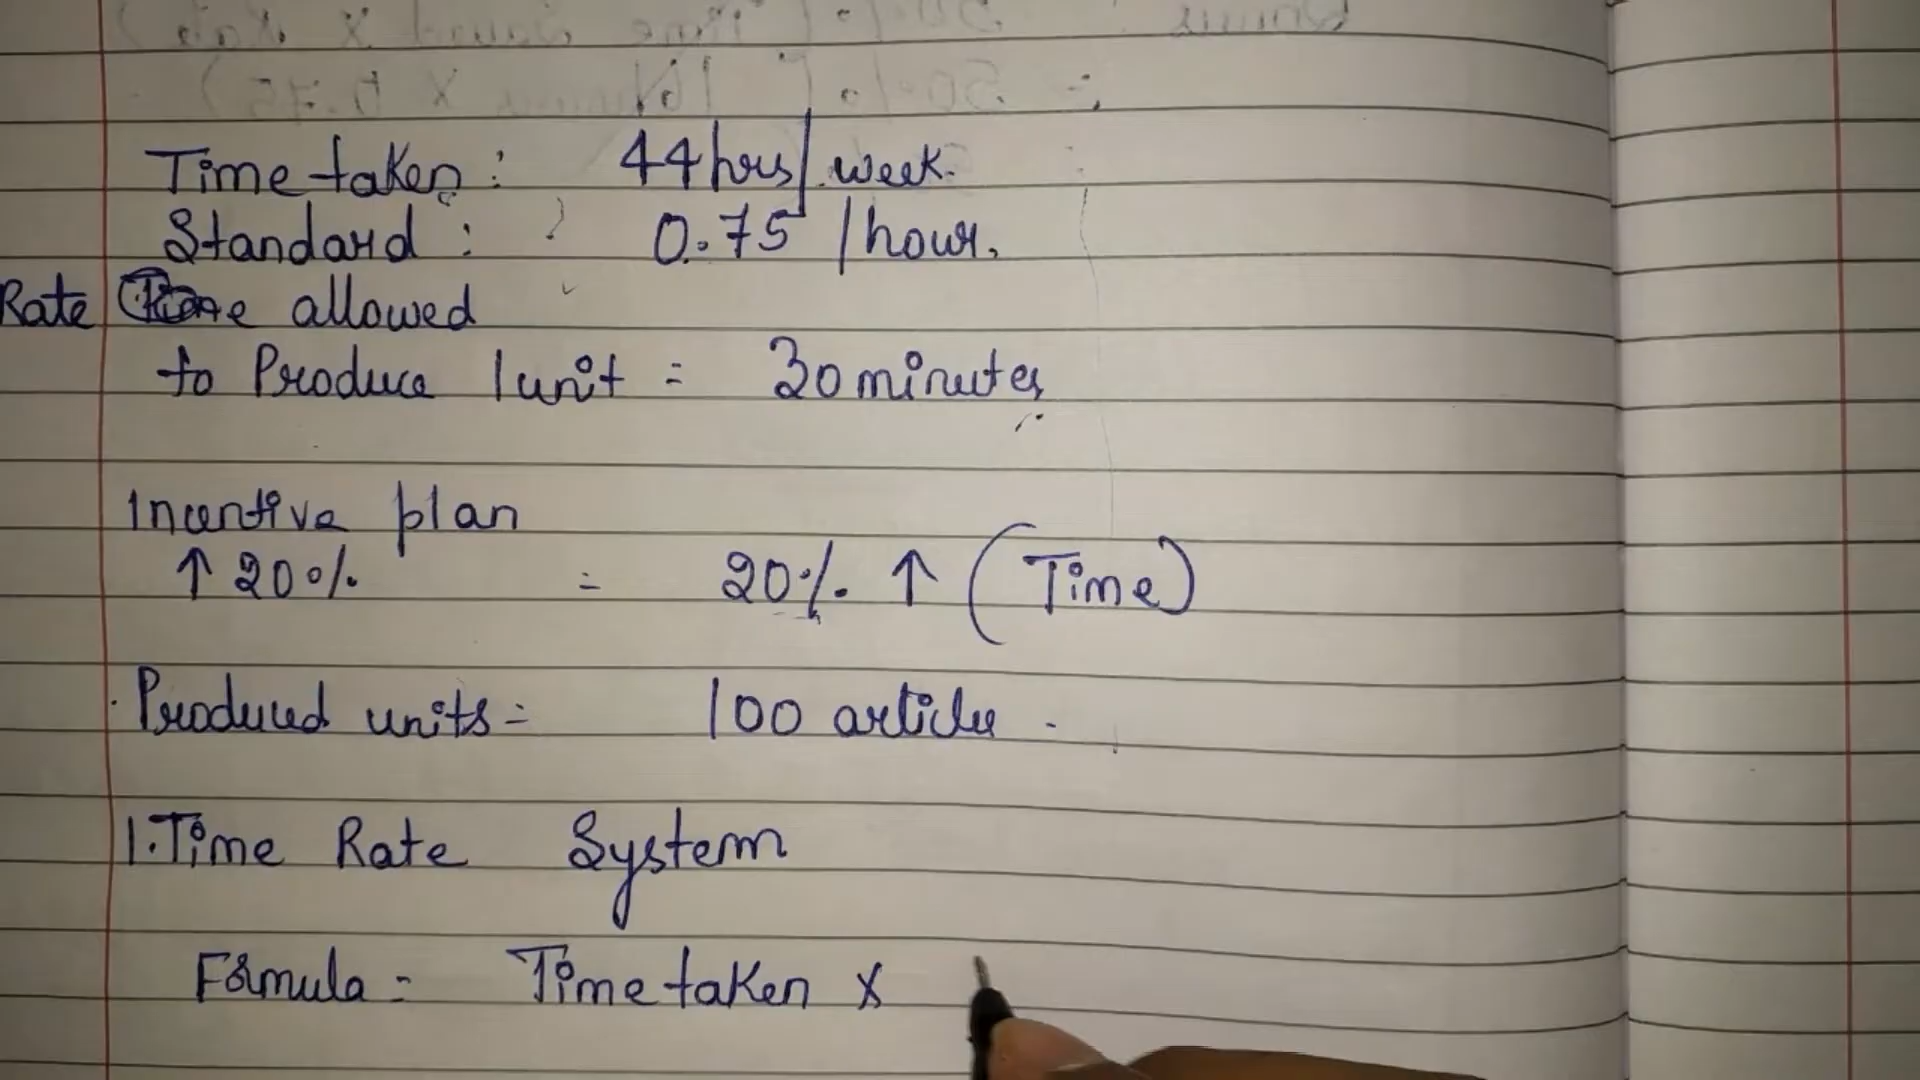 Time taken : 44 hrs / week.
Standard : 0.75 / hour.
Rate allowed
to Produce 1 unit = 30 minutes
Incentive plan
↑ 20% = 20% ↑ (Time)
Produced units = 100 article.
1. Time Rate System
Formula = Time taken x